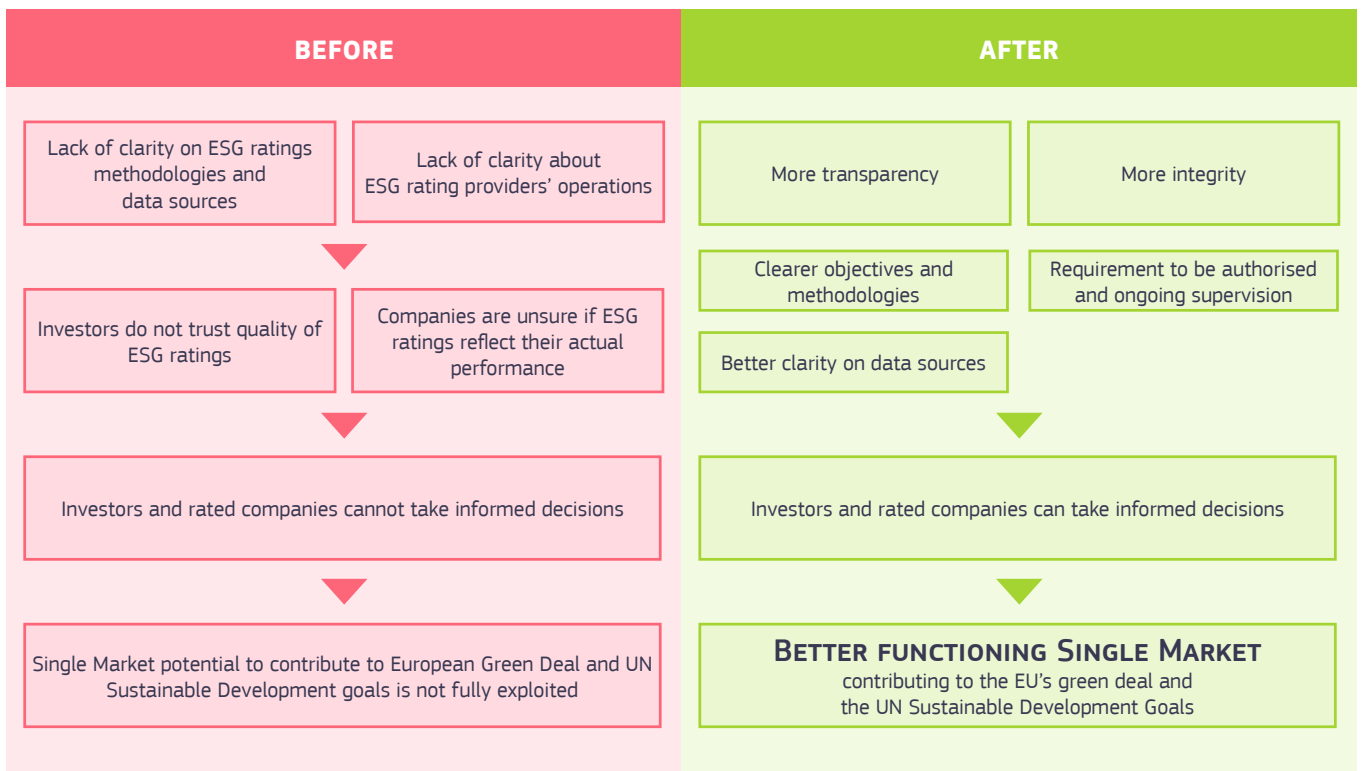 BEFORE
Lack of clarity on ESG ratings
methodologies and
data sources
Lack of clarity about
ESG rating providers’ operations
Investors do not trust quality of
ESG ratings
Companies are unsure if ESG
ratings reflect their actual
performance
Investors and rated companies cannot take informed decisions
Single Market potential to contribute to European Green Deal and UN
Sustainable Development goals is not fully exploited
AFTER
More transparency
More integrity
Clearer objectives and
methodologies
Requirement to be authorised
and ongoing supervision
Better clarity on data sources
Investors and rated companies can take informed decisions
BETTER FUNCTIONING SINGLE MARKET
contributing to the EU’s green deal and
the UN Sustainable Development Goals